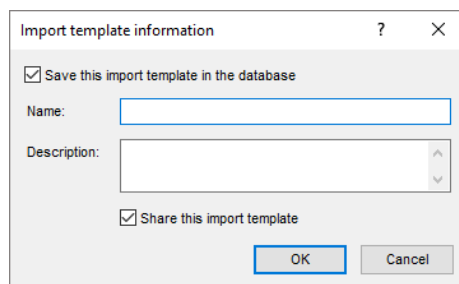 Import template information ?
Save this import template in the database
Name:
Description:
Share this import template
OK Cancel